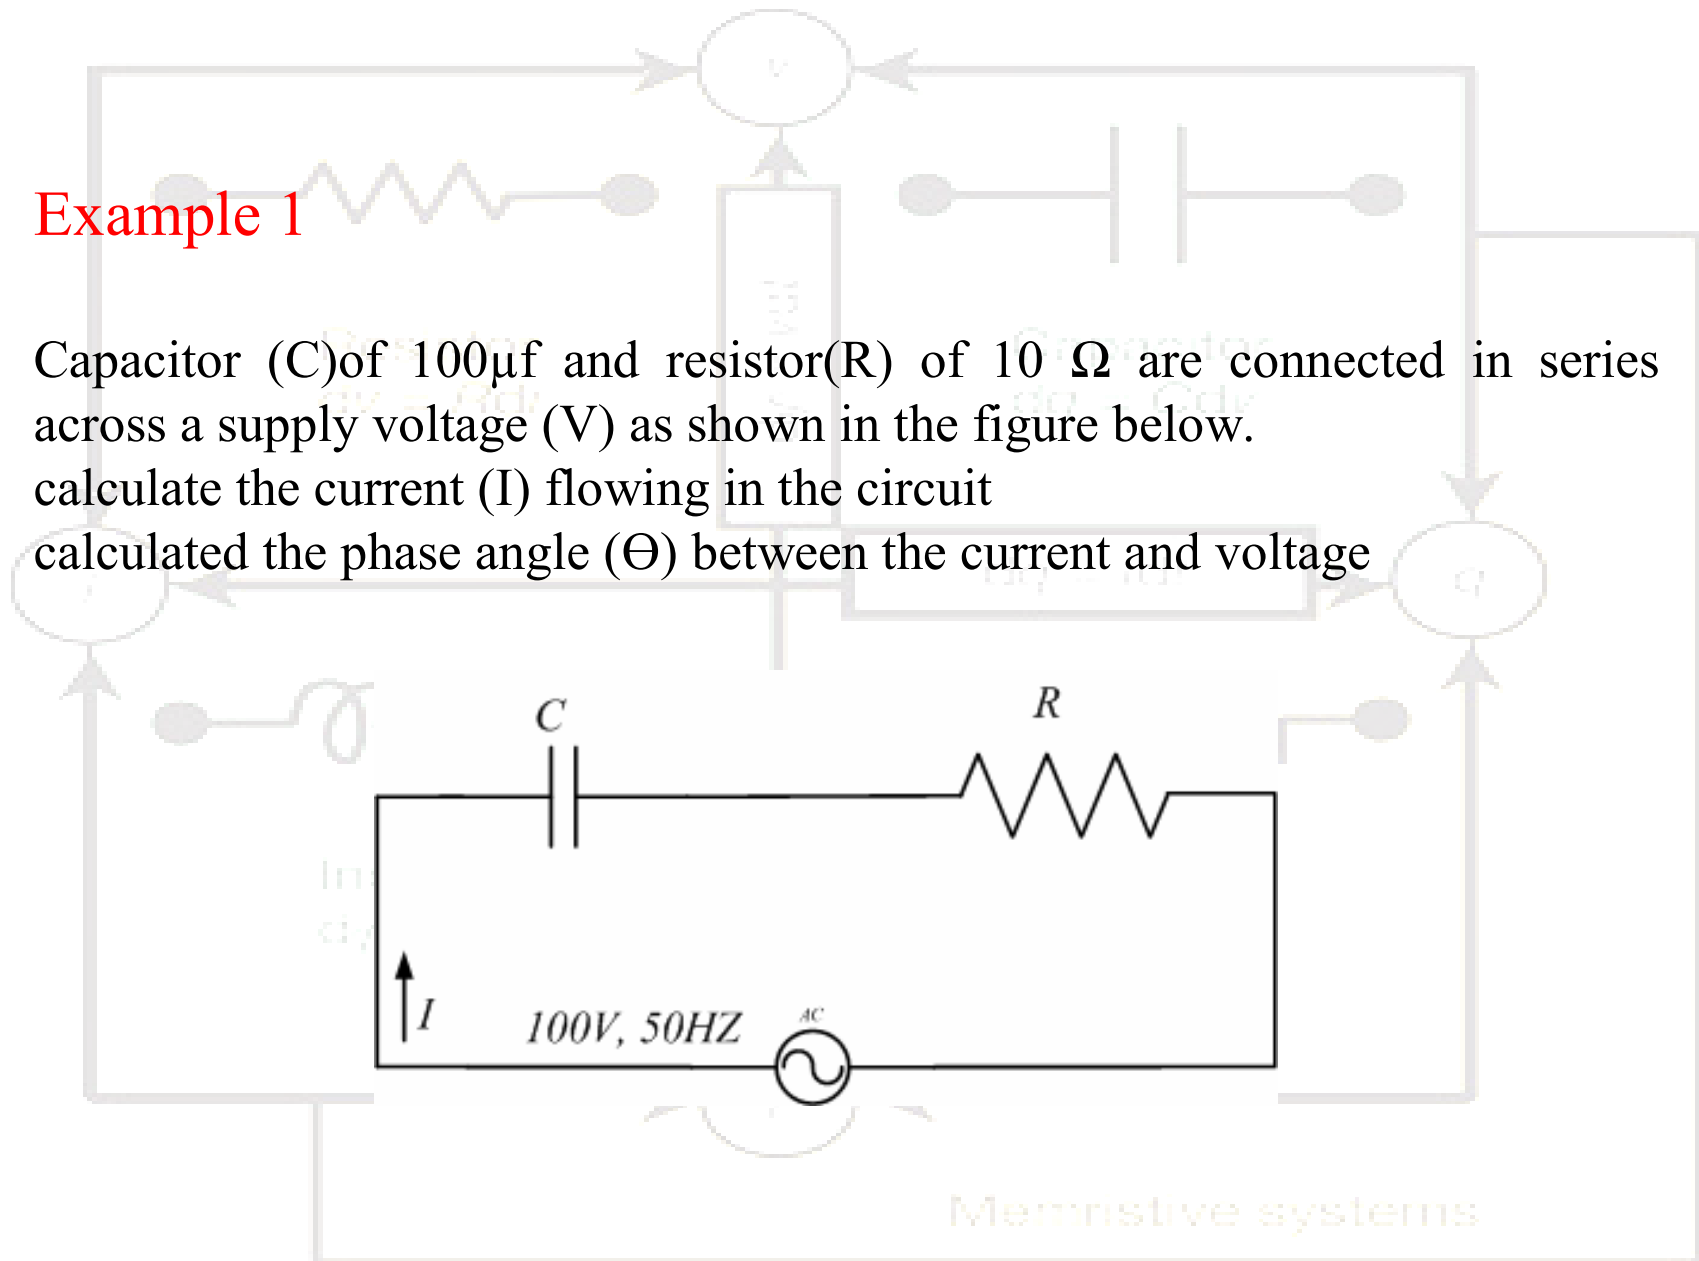 V
Example 1
Capacitor (C)of 100µf and resistor(R) of 10 Ω are connected in series
across a supply voltage (V) as shown in the figure below.
calculate the current (I) flowing in the circuit
calculated the phase angle (Ɵ) between the current and voltage
q
C
R
I
100V, 50HZ
AC
Memristive systems